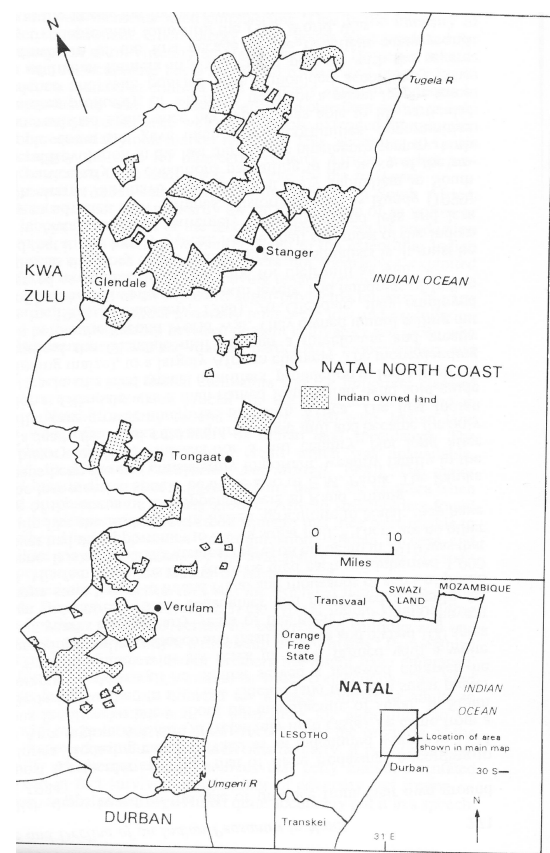 N
Tugela R
Stanger
KWA
ZULU
Glendale
INDIAN OCEAN
NATAL NORTH COAST
Indian owned land
Tongaat
0 10
Miles
Verulam
Umgeni R
DURBAN
Transvaal
SWAZI
LAND
MOZAMBIQUE
Orange
Free
State
NATAL
INDIAN
OCEAN
LESOTHO
Location of area
shown in main map
Durban
30 S
N
Transkei
31 E